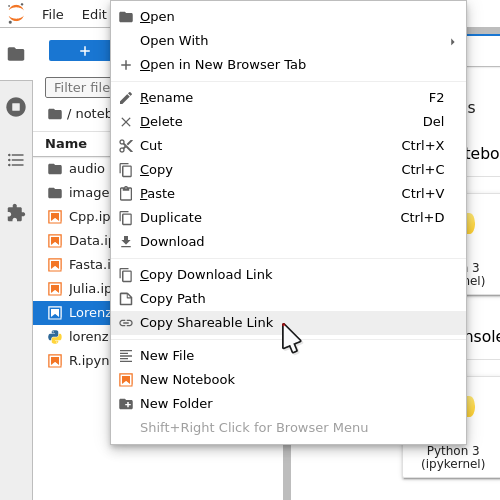 File Edit
Filter file
/ noteb
Name
audio
image
Cpp.ip
Data.ip
Fasta.i
Julia.ip
Lorenz
lorenz
R.ipyn
Open
Open With
Open in New Browser Tab
Rename F2
Delete Del
Cut Ctrl+X
Copy Ctrl+C
Paste Ctrl+V
Duplicate Ctrl+D
Download
Copy Download Link
Copy Path
Copy Shareable Link
New File
New Notebook
New Folder
Shift+Right Click for Browser Menu
s
tebo
3
nel)
nsole
Python 3
(ipykernel)